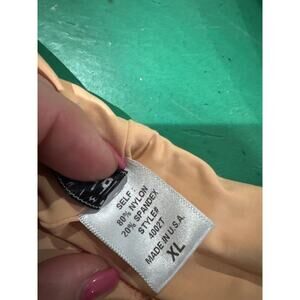 SELF:
80% NYLON
20% SPANDEX
STYLE#
4002T
MADE IN U.S.A.
XL